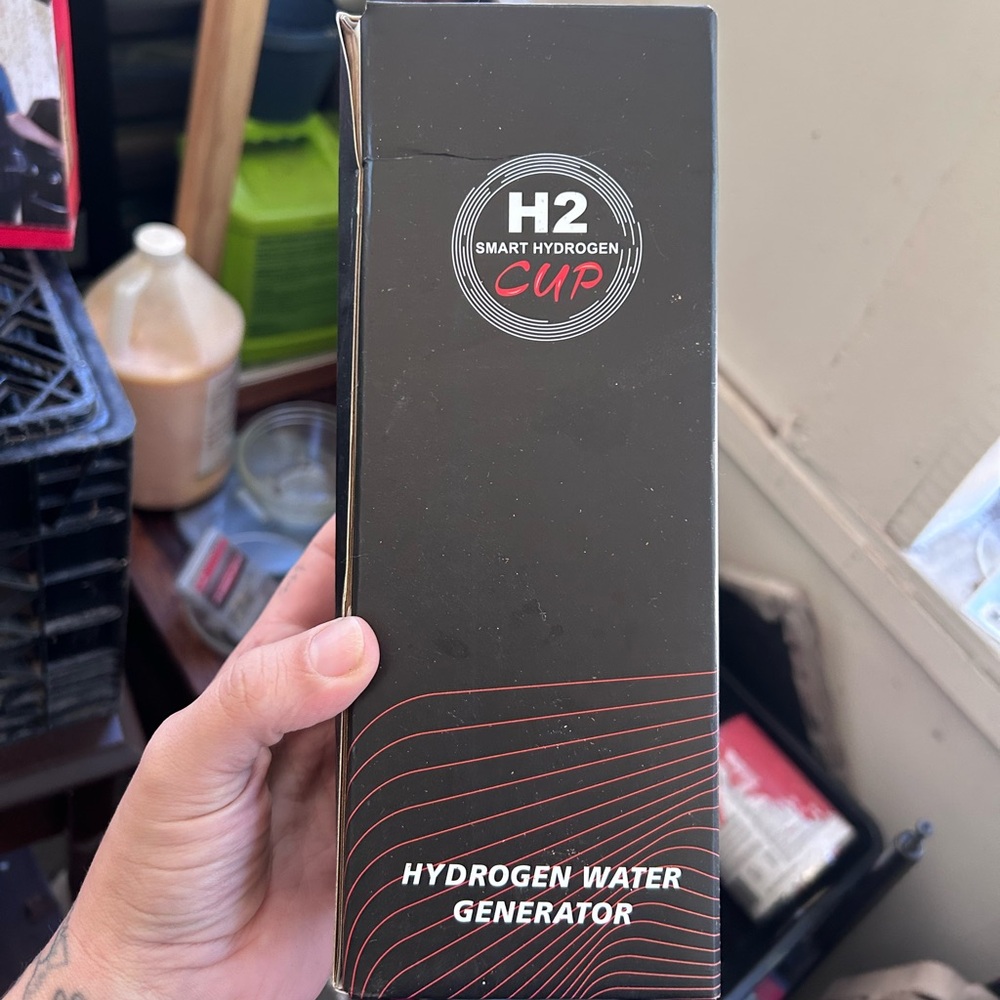 H2
SMART HYDROGEN
CUP
HYDROGEN WATER
GENERATOR